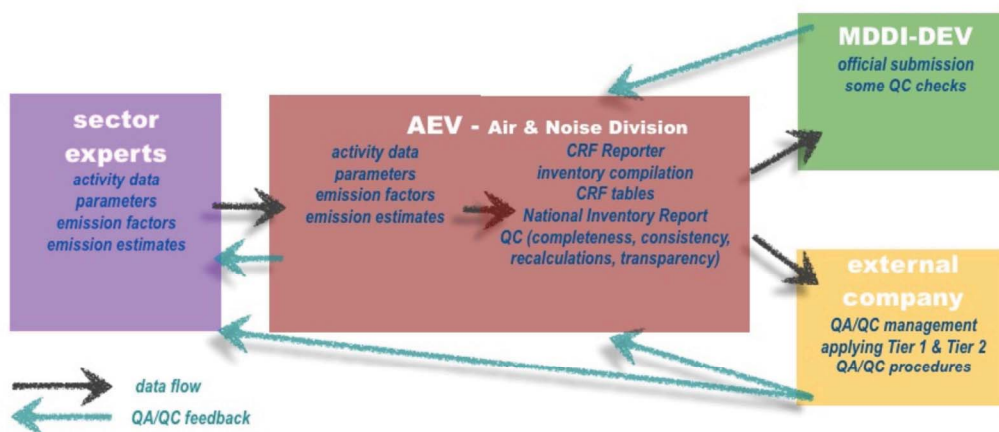 sector
experts
activity data
parameters
emission factors
emission estimates
AEV - Air & Noise Division
activity data
parameters
emission factors
emission estimates
CRF Reporter
inventory compilation
CRF tables
National Inventory Report
QC (completeness, consistency,
recalculations, transparency)
MDDI-DEV
official submission
some QC checks
external
company
QA/QC management
applying Tier 1 & Tier 2
QA/QC procedures
data flow
QA/QC feedback